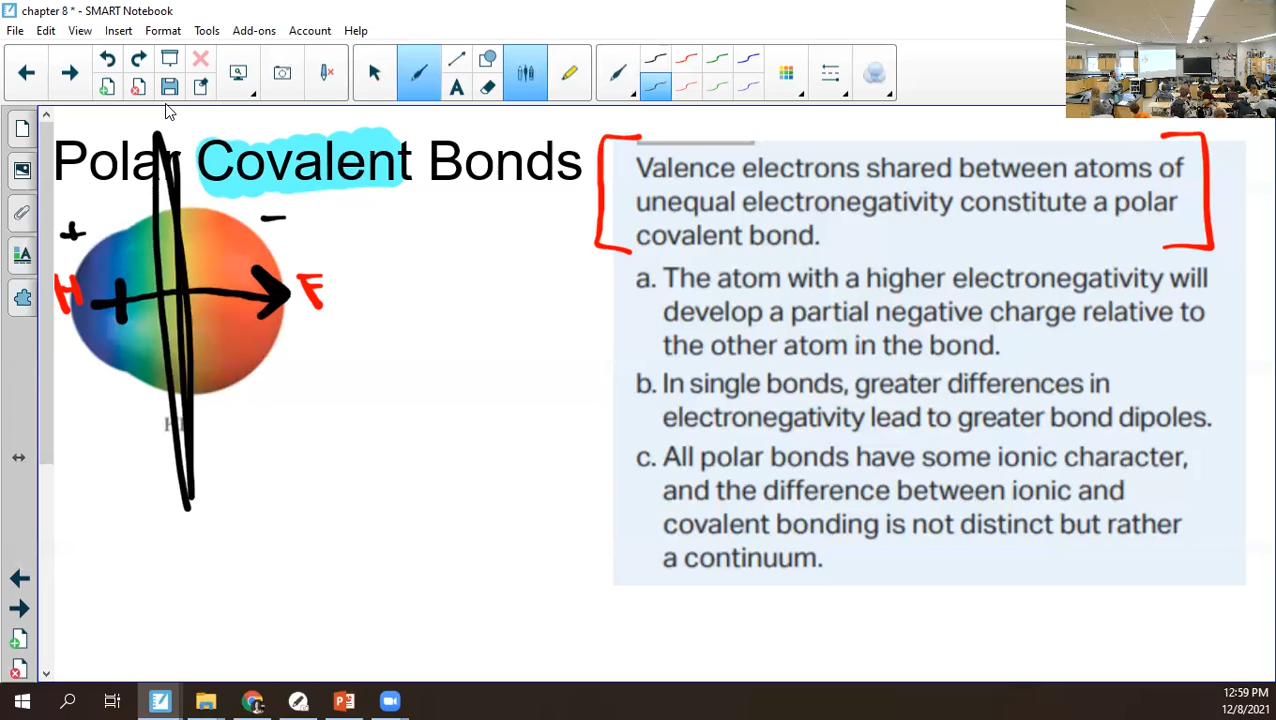 chapter 8 * - SMART Notebook
File Edit View Insert Format Tools Add-ons Account Help
Polar Covalent Bonds
+
-
H
F
Valence electrons shared between atoms of
unequal electronegativity constitute a polar
covalent bond.
a. The atom with a higher electronegativity will
develop a partial negative charge relative to
the other atom in the bond.
b. In single bonds, greater differences in
electronegativity lead to greater bond dipoles.
c. All polar bonds have some ionic character,
and the difference between ionic and
covalent bonding is not distinct but rather
a continuum.
12:59 PM
12/8/2021